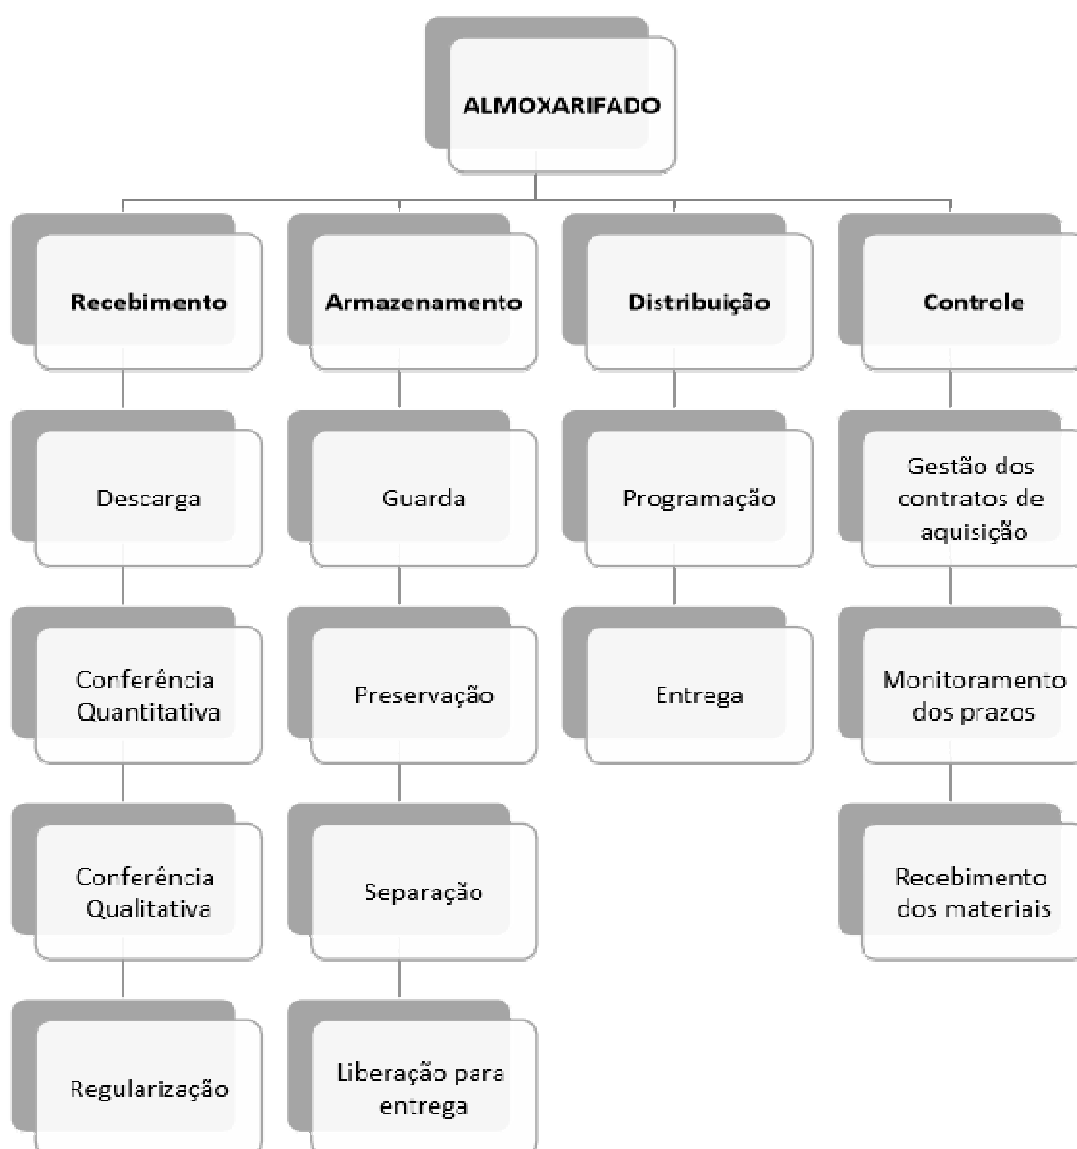 ALMOXARIFADO
Recebimento
Armazenamento
Distribuição
Controle
Descarga
Guarda
Programação
Gestão dos
contratos de
aquisição
Conferência
Quantitativa
Preservação
Entrega
Monitoramento
dos prazos
Conferência
Qualitativa
Separação
Recebimento
dos materiais
Regularização
Liberação para
entrega